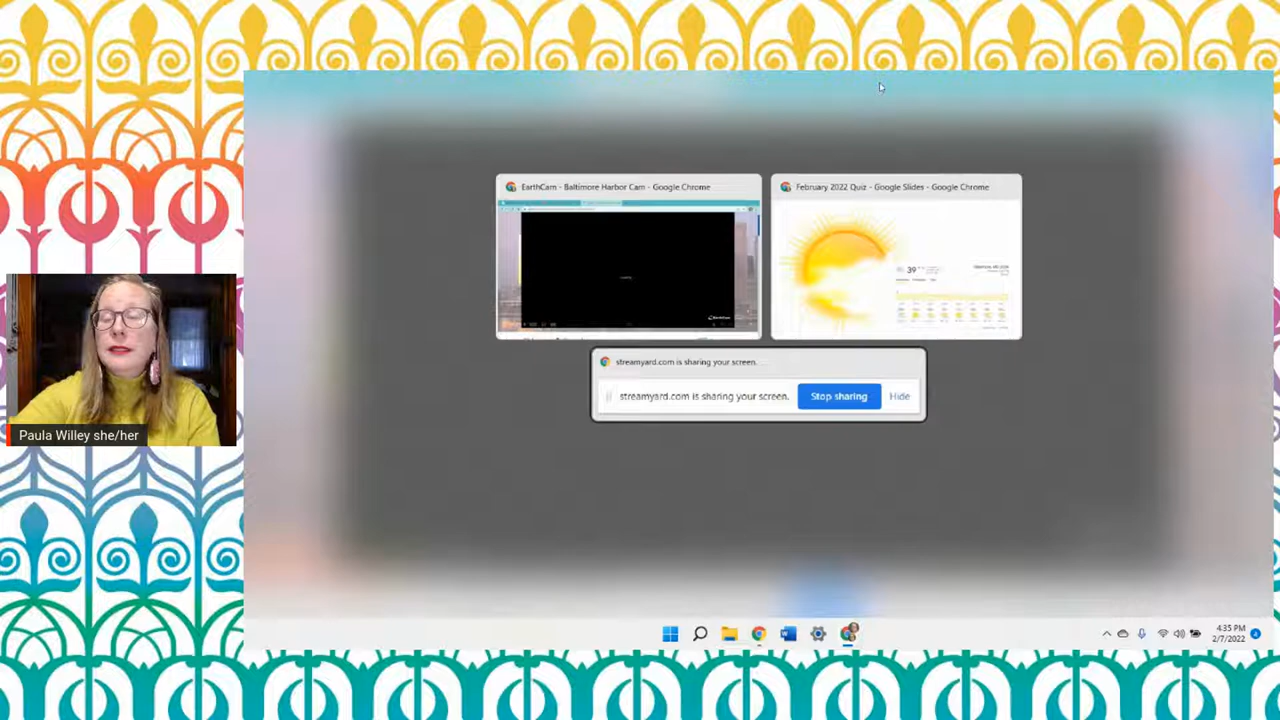 EarthCam - Baltimore Harbor Cam - Google Chrome
February 2022 Quiz - Google Slides - Google Chrome
39
streamyard.com is sharing your screen.
streamyard.com is sharing your screen.
Stop sharing
Hide
Paula Willey she/her
4:35 PM
2/7/2022